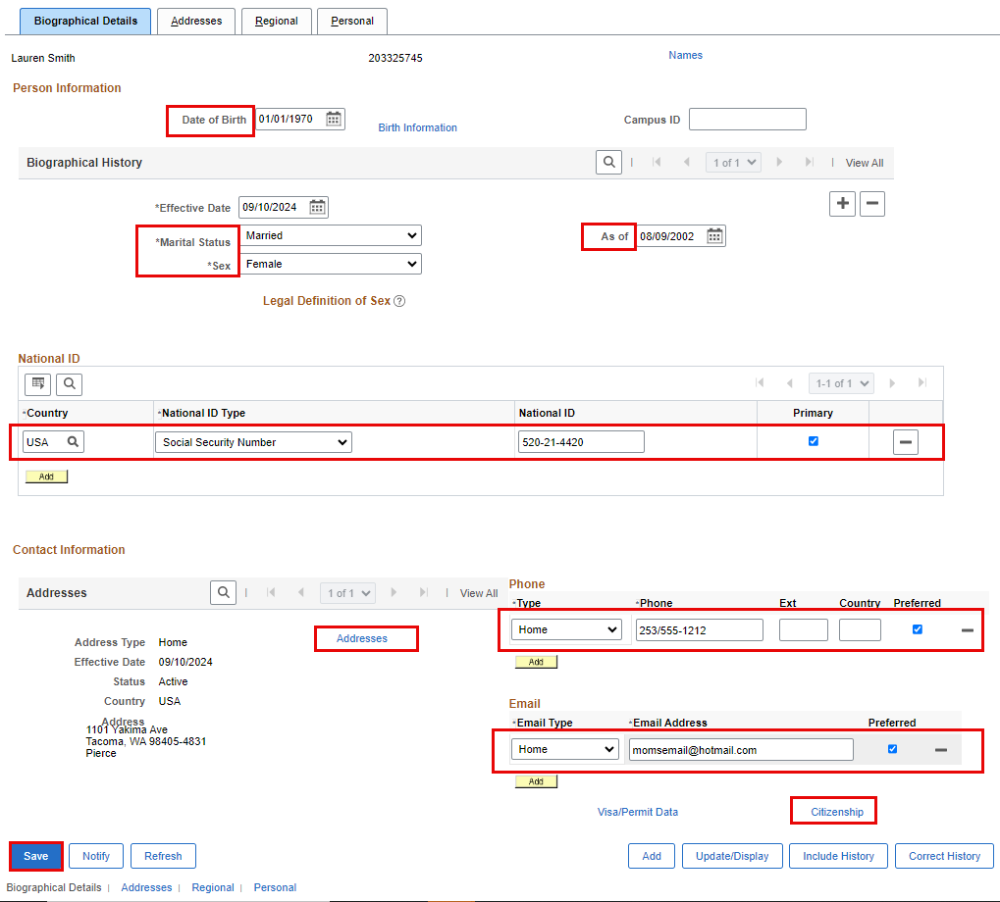 Biographical Details Addresses Regional Personal
Lauren Smith 203325745 Names
Person Information
Date of Birth 01/01/1970 Birth Information Campus ID
Biographical History 1 of 1 View All
*Effective Date 09/10/2024
*Marital Status Married As of 08/09/2002
*Sex Female
Legal Definition of Sex ?
National ID
1-1 of 1
*Country *National ID Type National ID Primary
USA Social Security Number 520-21-4420
Add
Contact Information
Addresses 1 of 1 View All
Addresses
Address Type Home
Effective Date 09/10/2024
Status Active
Country USA
Address
1101 Yakima Ave
Tacoma, WA 98405-4831
Pierce
Phone
*Type *Phone Ext Country Preferred
Home 253/555-1212
Add
Email
*Email Type *Email Address Preferred
Home momsemail@hotmail.com
Add
Visa/Permit Data Citizenship
Save Notify Refresh Add Update/Display Include History Correct History
Biographical Details | Addresses | Regional | Personal